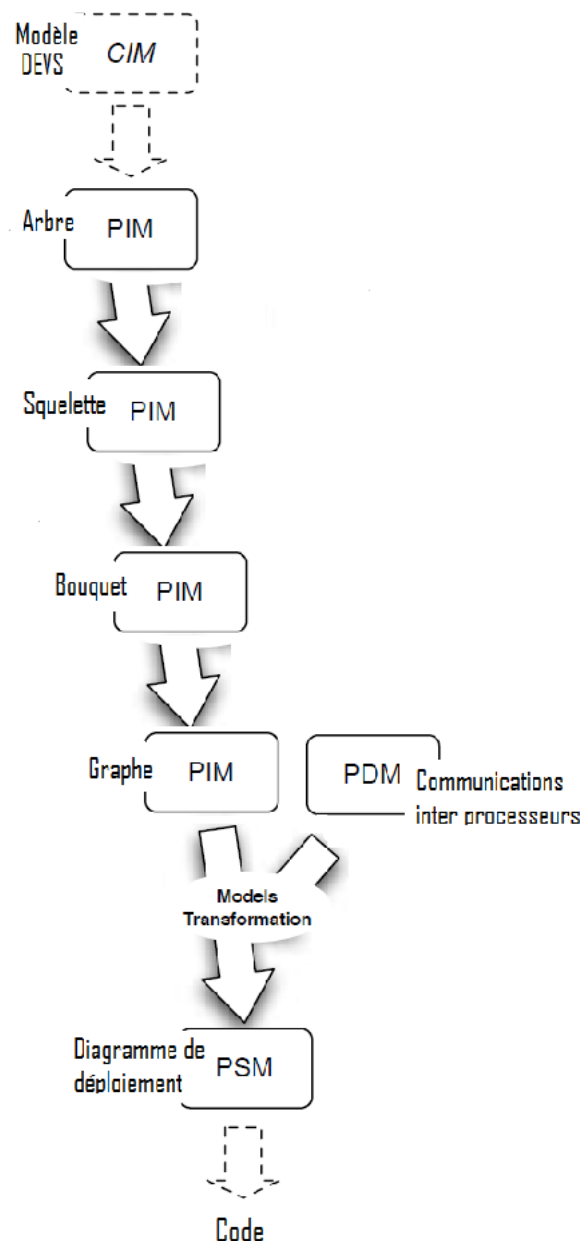 Modèle
DEVS
CIM
Arbre
PIM
Squelette
PIM
Bouquet
PIM
Graphe
PIM
PDM
Communications
inter processeurs
Models
Transformation
Diagramme de
déploiement
PSM
Code